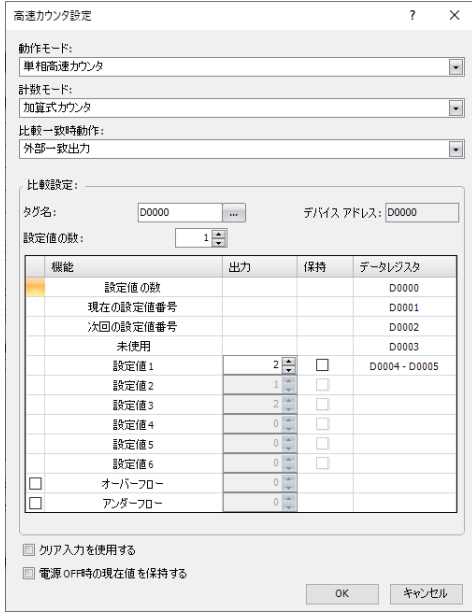 高速カウンタ設定
動作モード:
単相高速カウンタ
計数モード:
加算式カウンタ
比較一致時動作:
外部一致出力
比較設定:
タグ名: D0000 ... デバイス アドレス: D0000
設定値の数: 1
機能 出力 保持 データレジスタ
設定値の数 D0000
現在の設定値番号 D0001
次回の設定値番号 D0002
未使用 D0003
設定値1 2 D0004 - D0005
設定値2 1
設定値3 2
設定値4 0
設定値5 0
設定値6 0
オーバーフロー 0
アンダーフロー 0
クリア入力を使用する
電源OFF時の現在値を保持する
OK キャンセル